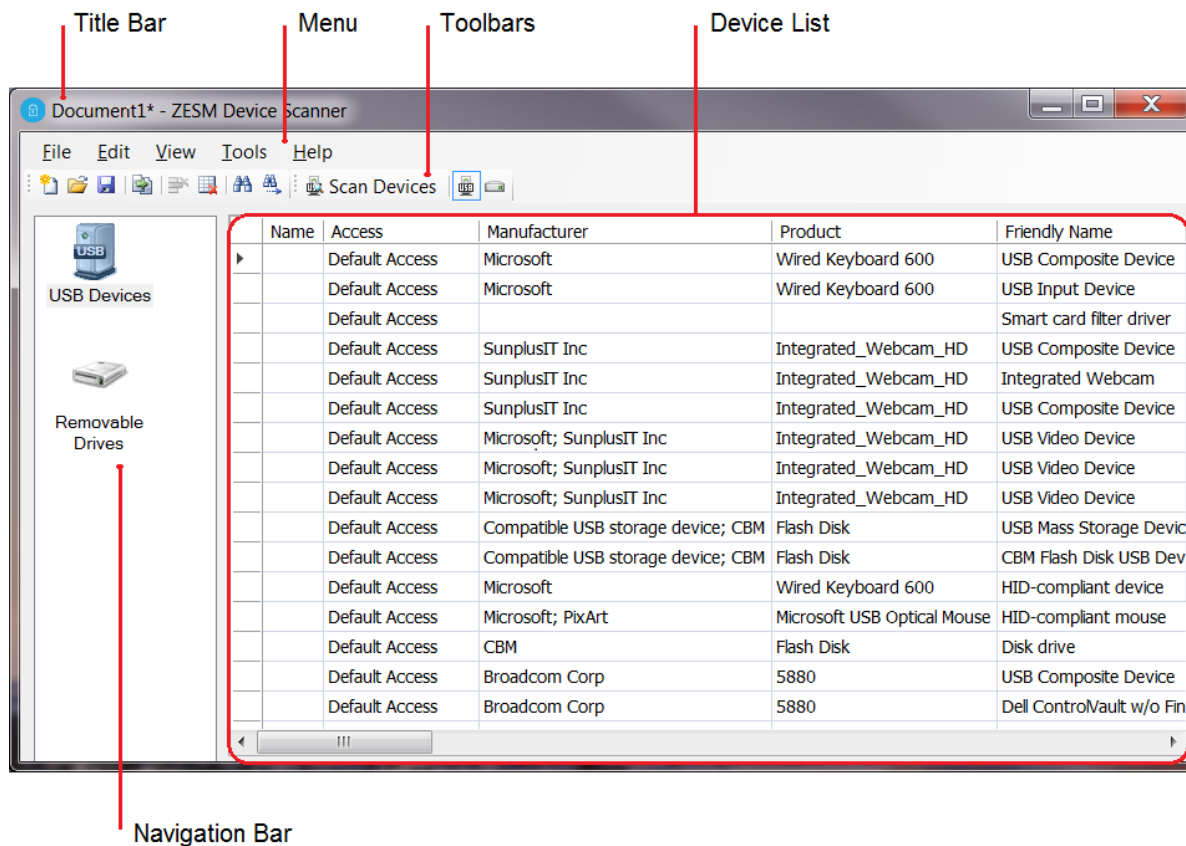 Title Bar Menu Toolbars Device List
Document1* - ZESM Device Scanner
File Edit View Tools Help
Scan Devices
USB
USB Devices
Removable
Drives
Name Access Manufacturer Product Friendly Name
Default Access Microsoft Wired Keyboard 600 USB Composite Device
Default Access Microsoft Wired Keyboard 600 USB Input Device
Default Access Smart card filter driver
Default Access SunplusIT Inc Integrated_Webcam_HD USB Composite Device
Default Access SunplusIT Inc Integrated_Webcam_HD Integrated Webcam
Default Access SunplusIT Inc Integrated_Webcam_HD USB Composite Device
Default Access Microsoft; SunplusIT Inc Integrated_Webcam_HD USB Video Device
Default Access Microsoft; SunplusIT Inc Integrated_Webcam_HD USB Video Device
Default Access Microsoft; SunplusIT Inc Integrated_Webcam_HD USB Video Device
Default Access Compatible USB storage device; CBM Flash Disk USB Mass Storage Devic
Default Access Compatible USB storage device; CBM Flash Disk CBM Flash Disk USB Dev
Default Access Microsoft Wired Keyboard 600 HID-compliant device
Default Access Microsoft; PixArt Microsoft USB Optical Mouse HID-compliant mouse
Default Access CBM Flash Disk Disk drive
Default Access Broadcom Corp 5880 USB Composite Device
Default Access Broadcom Corp 5880 Dell ControlVault w/o Fin
Navigation Bar